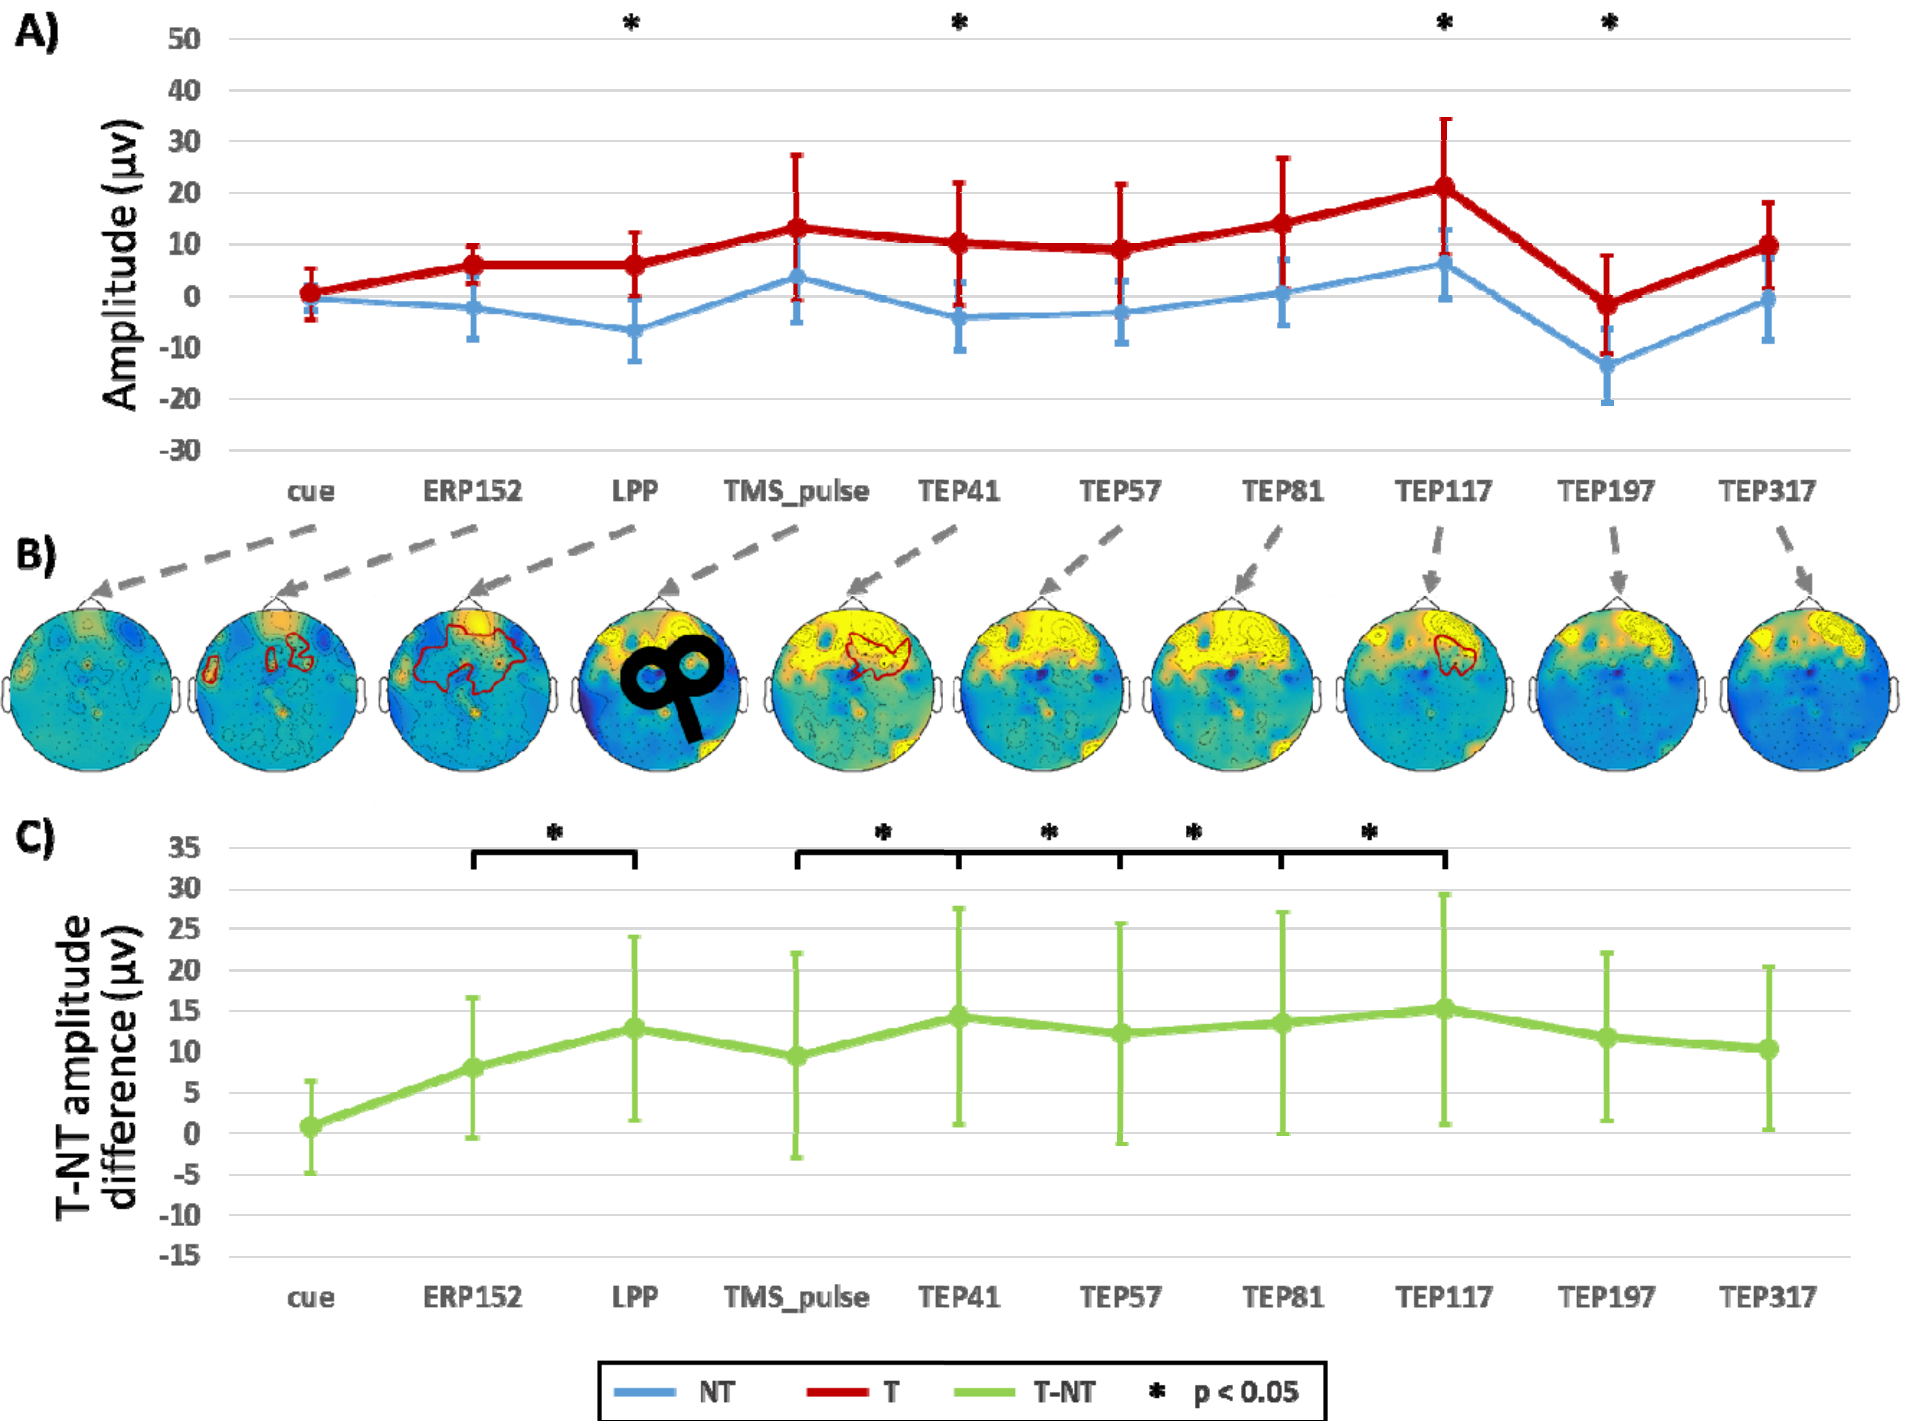 A)
* * * *
50
40
30
20
10
0
-10
-20
-30
Amplitude (μv)
cue ERP152 LPP TMS_pulse TEP41 TEP57 TEP81 TEP117 TEP197 TEP317
B)
C)
* * * * *
35
30
25
20
15
10
5
0
-5
-10
-15
T-NT amplitude
difference (μv)
cue ERP152 LPP TMS_pulse TEP41 TEP57 TEP81 TEP117 TEP197 TEP317
NT T T-NT * p < 0.05